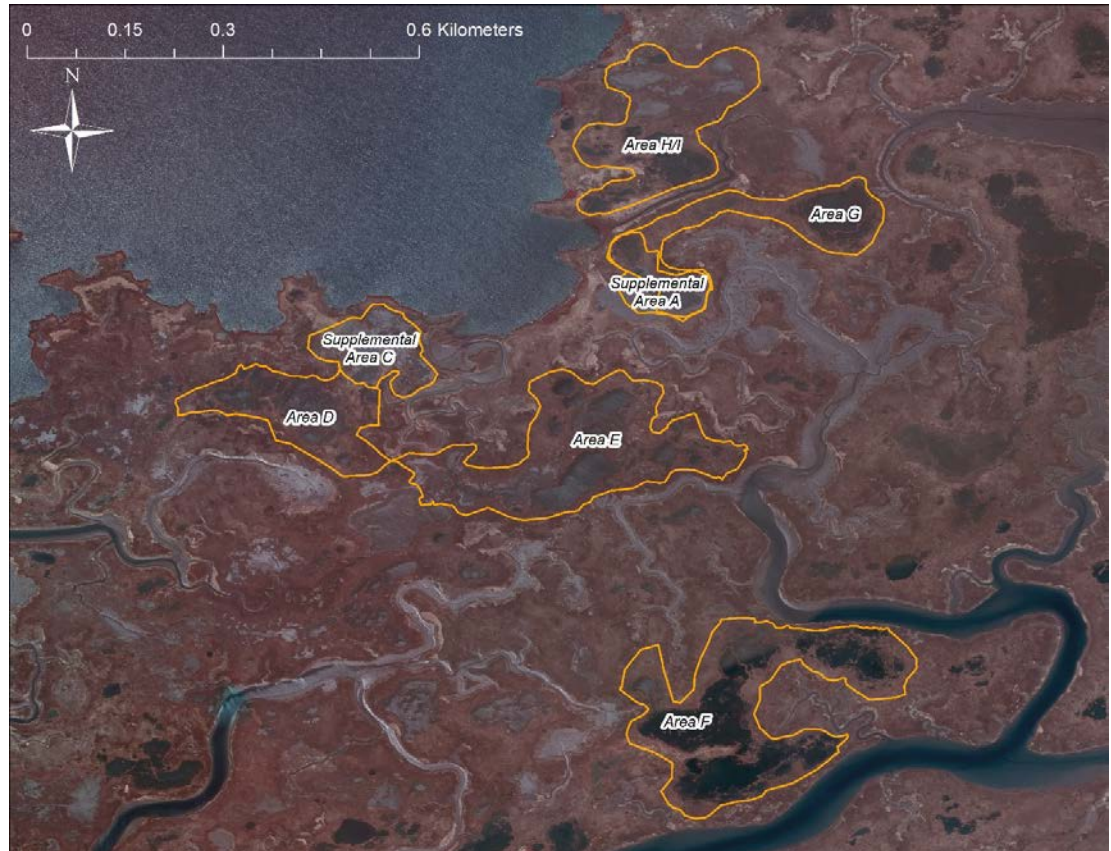 0 0.15 0.3 0.6 Kilometers
N
Area H/I
Area G
Supplemental
Area A
Supplemental
Area C
Area D
Area E
Area F